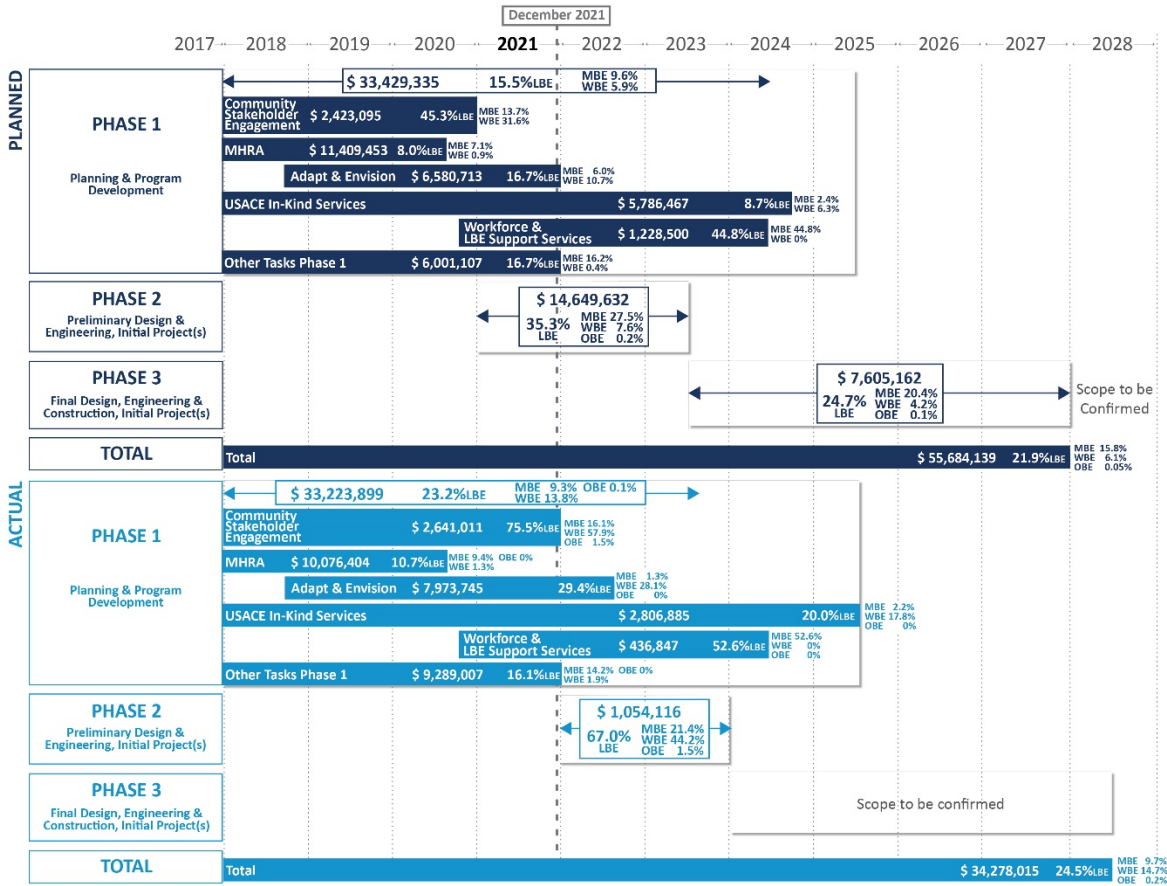 December 2021
2017 2018 2019 2020 2021 2022 2023 2024 2025 2026 2027 2028
PLANNED
PHASE 1
Planning & Program
Development
$ 33,429,335 15.5%LBE MBE 9.6%
WBE 5.9%
Community
Stakeholder
Engagement $ 2,423,095 45.3%LBE MBE 13.7%
WBE 31.6%
MHRA $ 11,409,453 8.0%LBE MBE 7.1%
WBE 0.9%
Adapt & Envision $ 6,580,713 16.7%LBE MBE 6.0%
WBE 10.7%
USACE In-Kind Services $ 5,786,467 8.7%LBE MBE 2.4%
WBE 6.3%
Workforce &
LBE Support Services $ 1,228,500 44.8%LBE MBE 44.8%
WBE 0%
Other Tasks Phase 1 $ 6,001,107 16.7%LBE MBE 16.2%
WBE 0.4%
PHASE 2
Preliminary Design &
Engineering, Initial Project(s)
$ 14,649,632
35.3%
LBE
MBE 27.5%
WBE 7.6%
OBE 0.2%
PHASE 3
Final Design, Engineering &
Construction, Initial Project(s)
$ 7,605,162
24.7%
LBE
MBE 20.4%
WBE 4.2%
OBE 0.1%
Scope to be
Confirmed
TOTAL
Total $ 55,684,139 21.9%LBE MBE 15.8%
WBE 6.1%
OBE 0.05%
ACTUAL
PHASE 1
Planning & Program
Development
$ 33,223,899 23.2%LBE MBE 9.3% OBE 0.1%
WBE 13.8%
Community
Stakeholder
Engagement $ 2,641,011 75.5%LBE MBE 16.1%
WBE 57.9%
OBE 1.5%
MHRA $ 10,076,404 10.7%LBE MBE 9.4% OBE 0%
WBE 1.3%
Adapt & Envision $ 7,973,745 29.4%LBE MBE 1.3%
WBE 28.1%
OBE 0%
USACE In-Kind Services $ 2,806,885 20.0%LBE MBE 2.2%
WBE 17.8%
OBE 0%
Workforce &
LBE Support Services $ 436,847 52.6%LBE MBE 52.6%
WBE 0%
OBE 0%
Other Tasks Phase 1 $ 9,289,007 16.1%LBE MBE 14.2% OBE 0%
WBE 1.9%
PHASE 2
Preliminary Design &
Engineering, Initial Project(s)
$ 1,054,116
67.0%
LBE
MBE 21.4%
WBE 44.2%
OBE 1.5%
PHASE 3
Final Design, Engineering &
Construction, Initial Project(s)
Scope to be confirmed
TOTAL
Total $ 34,278,015 24.5%LBE MBE 9.7%
WBE 14.7%
OBE 0.2%